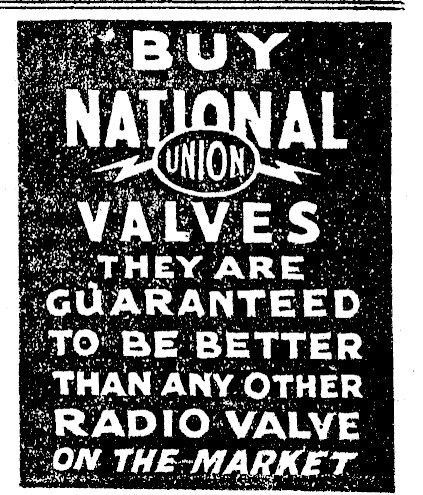 BUY
NATIONAL
UNION
VALVES
THEY ARE
GUARANTEED
TO BE BETTER
THAN ANY OTHER
RADIO VALVE
ON THE MARKET